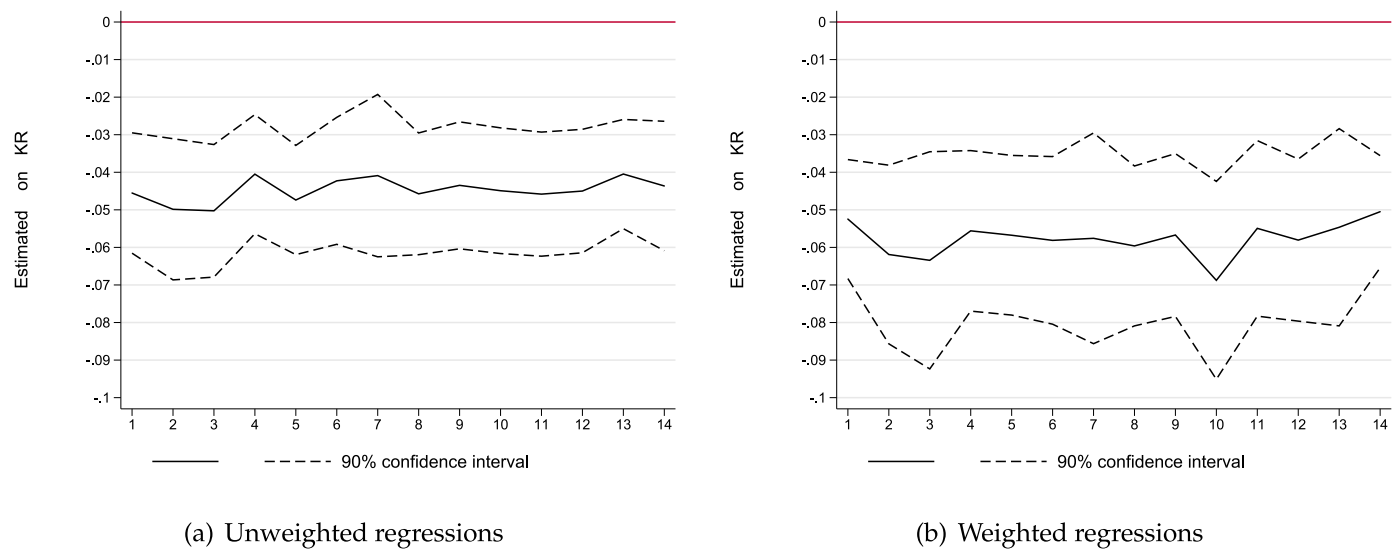 0
-.01
-.02
-.03
-.04
-.05
-.06
-.07
-.08
-.09
-.1
Estimated on KR
1 2 3 4 5 6 7 8 9 10 11 12 13 14
90% confidence interval
(a) Unweighted regressions
0
-.01
-.02
-.03
-.04
-.05
-.06
-.07
-.08
-.09
-.1
Estimated on KR
1 2 3 4 5 6 7 8 9 10 11 12 13 14
90% confidence interval
(b) Weighted regressions